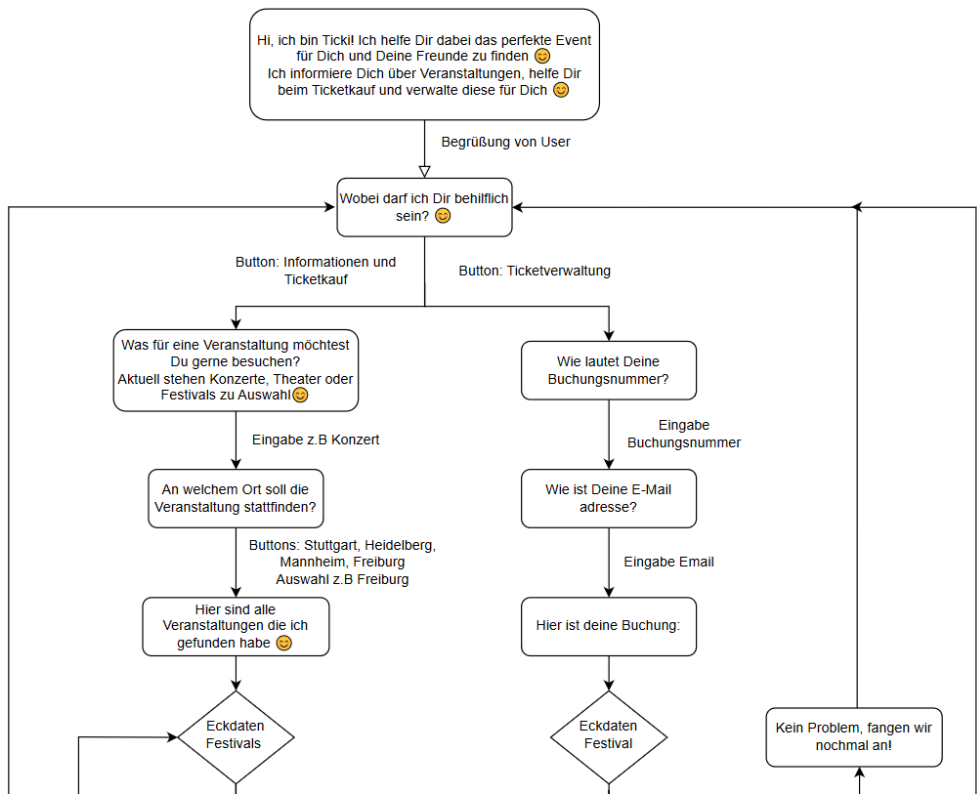 Hi, ich bin Ticki! Ich helfe Dir dabei das perfekte Event
für Dich und Deine Freunde zu finden 😊
Ich informiere Dich über Veranstaltungen, helfe Dir
beim Ticketkauf und verwalte diese für Dich 😊
Begrüßung von User
Wobei darf ich Dir behilflich
sein? 😊
Button: Informationen und
Ticketkauf
Button: Ticketverwaltung
Was für eine Veranstaltung möchtest
Du gerne besuchen?
Aktuell stehen Konzerte, Theater oder
Festivals zu Auswahl😊
Wie lautet Deine
Buchungsnummer?
Eingabe z.B Konzert
Eingabe
Buchungsnummer
An welchem Ort soll die
Veranstaltung stattfinden?
Wie ist Deine E-Mail
adresse?
Buttons: Stuttgart, Heidelberg,
Mannheim, Freiburg
Auswahl z.B Freiburg
Eingabe Email
Hier sind alle
Veranstaltungen die ich
gefunden habe 😊
Hier ist deine Buchung:
Eckdaten
Festivals
Eckdaten
Festival
Kein Problem, fangen wir
nochmal an!